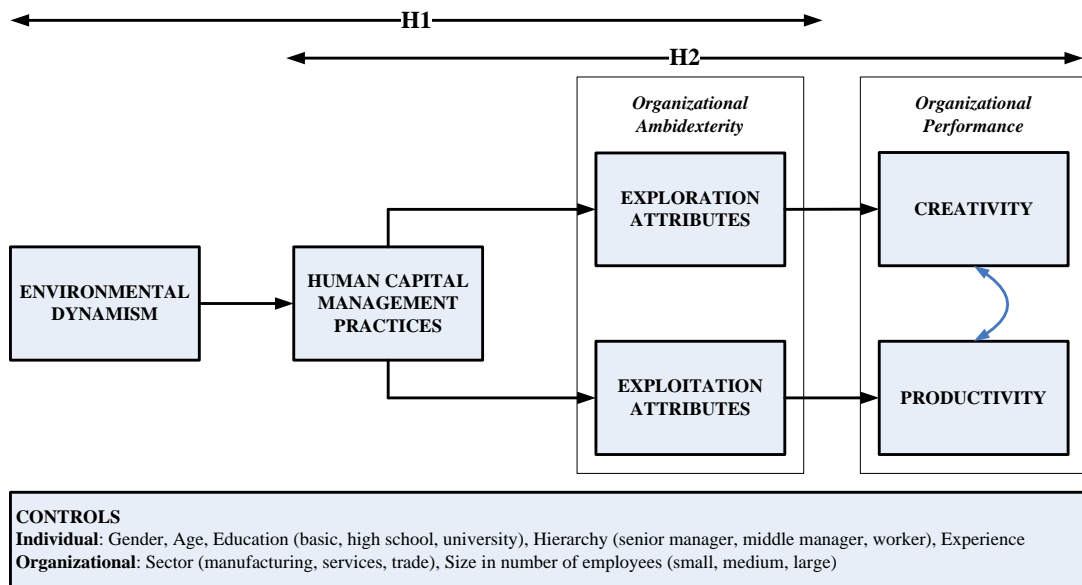 H1
H2
Organizational
Ambidexterity
Organizational
Performance
EXPLORATION
ATTRIBUTES
CREATIVITY
ENVIRONMENTAL
DYNAMISM
HUMAN CAPITAL
MANAGEMENT
PRACTICES
EXPLOITATION
ATTRIBUTES
PRODUCTIVITY
CONTROLS
Individual: Gender, Age, Education (basic, high school, university), Hierarchy (senior manager, middle manager, worker), Experience
Organizational: Sector (manufacturing, services, trade), Size in number of employees (small, medium, large)